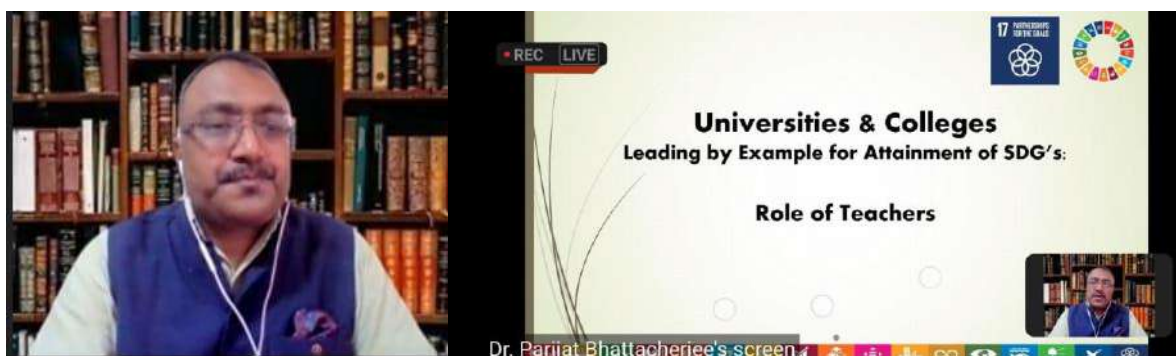 REC LIVE
17 PARTNERSHIPS
FOR THE GOALS
Universities & Colleges
Leading by Example for Attainment of SDG's:
Role of Teachers
Dr. Parijat Bhattacherjee's screen